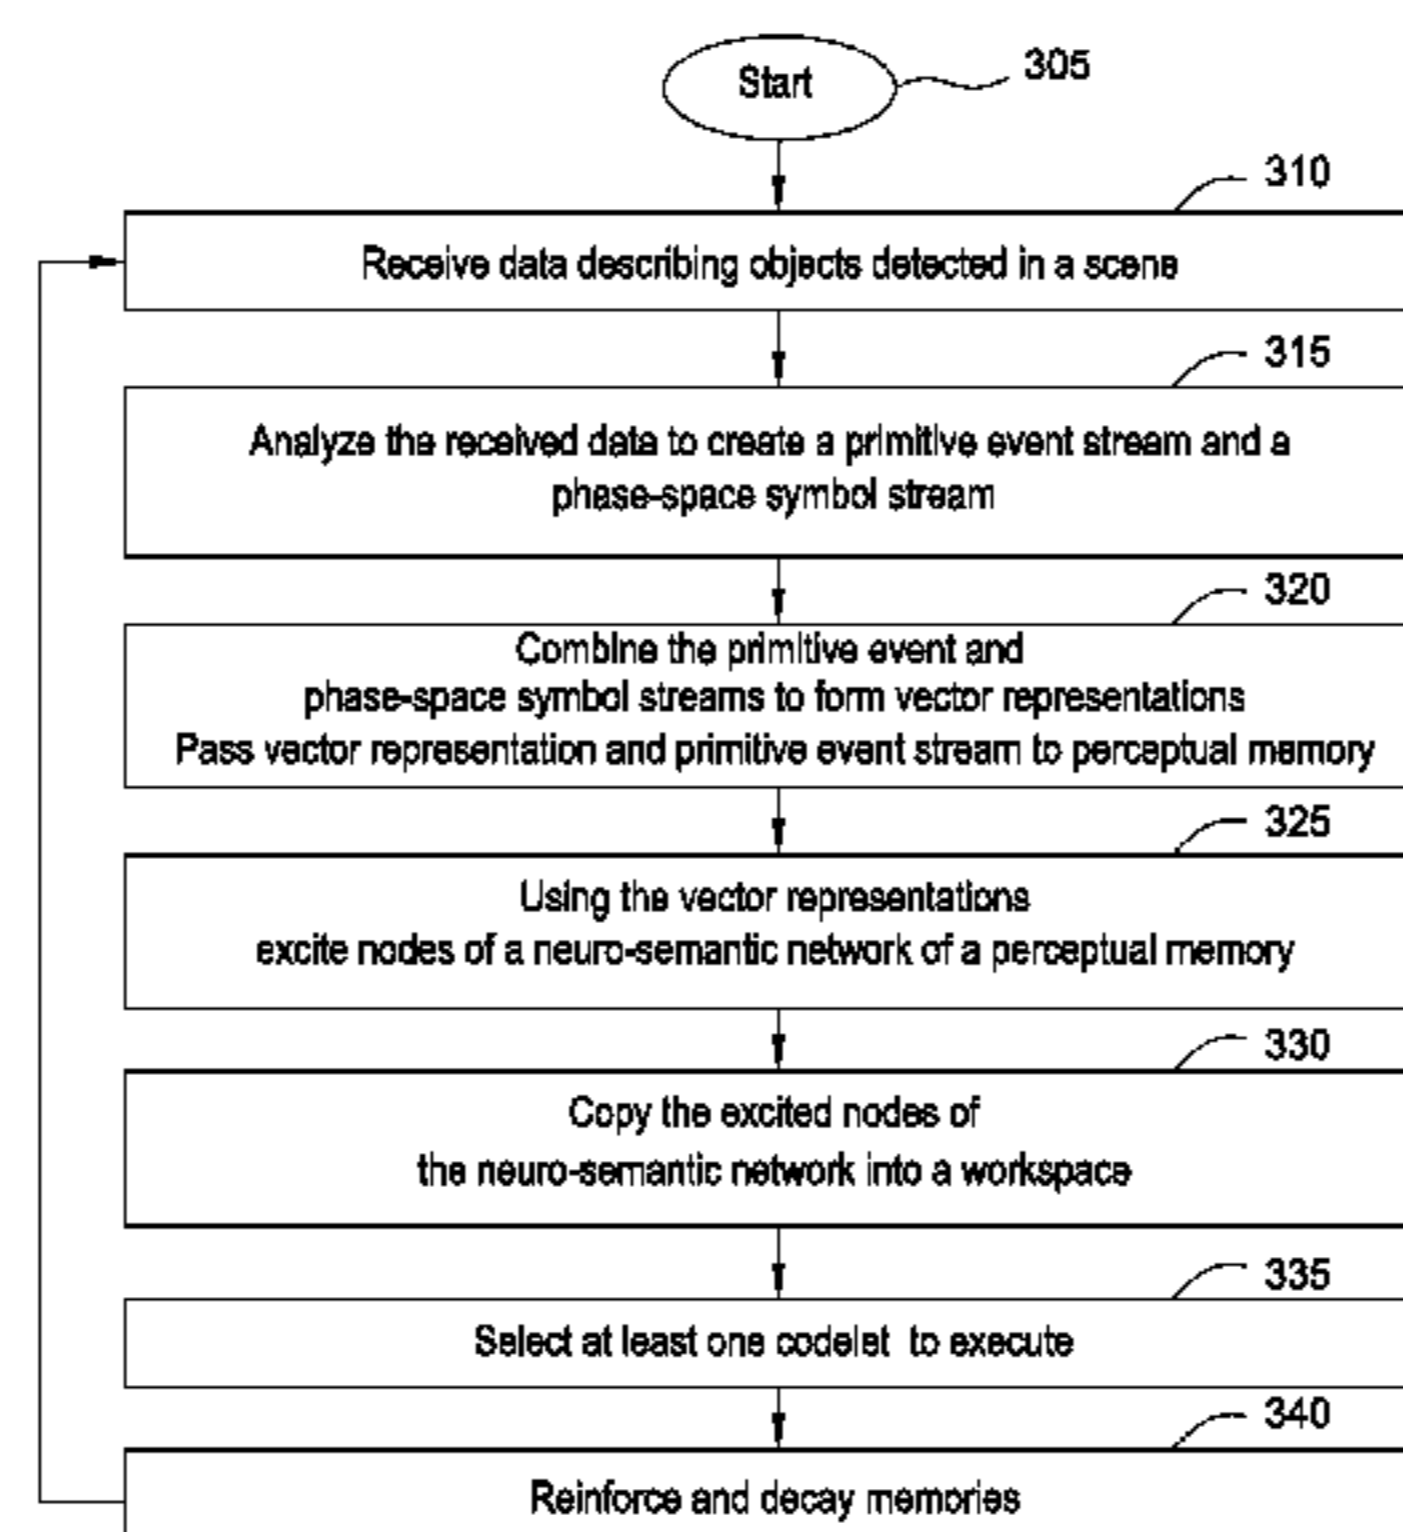 Start
305
310
Receive data describing objects detected in a scene
315
Analyze the received data to create a primitive event stream and a
phase-space symbol stream
320
Combine the primitive event and
phase-space symbol streams to form vector representations
Pass vector representation and primitive event stream to perceptual memory
325
Using the vector representations
excite nodes of a neuro-semantic network of a perceptual memory
330
Copy the excited nodes of
the neuro-semantic network into a workspace
335
Select at least one codelet to execute
340
Reinforce and decay memories